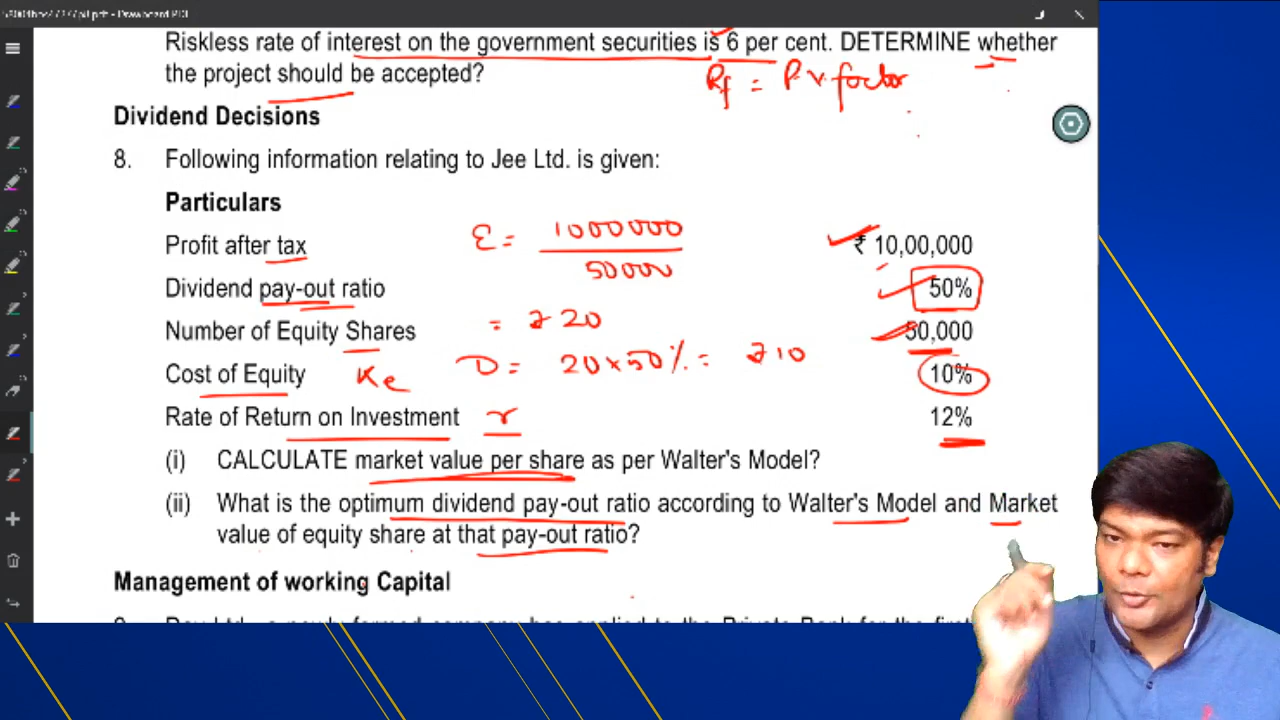 Riskless rate of interest on the government securities is 6 per cent. DETERMINE whether
the project should be accepted?
Rf = PV factor
Dividend Decisions
8. Following information relating to Jee Ltd. is given:
Particulars
Profit after tax ₹ 10,00,000
E = 1000000
50000
Dividend pay-out ratio 50%
= ₹ 20
Number of Equity Shares 50,000
D = 20 × 50% = ₹ 10
Cost of Equity Ke 10%
Rate of Return on Investment r 12%
(i) CALCULATE market value per share as per Walter's Model?
(ii) What is the optimum dividend pay-out ratio according to Walter's Model and Market
value of equity share at that pay-out ratio?
Management of working Capital